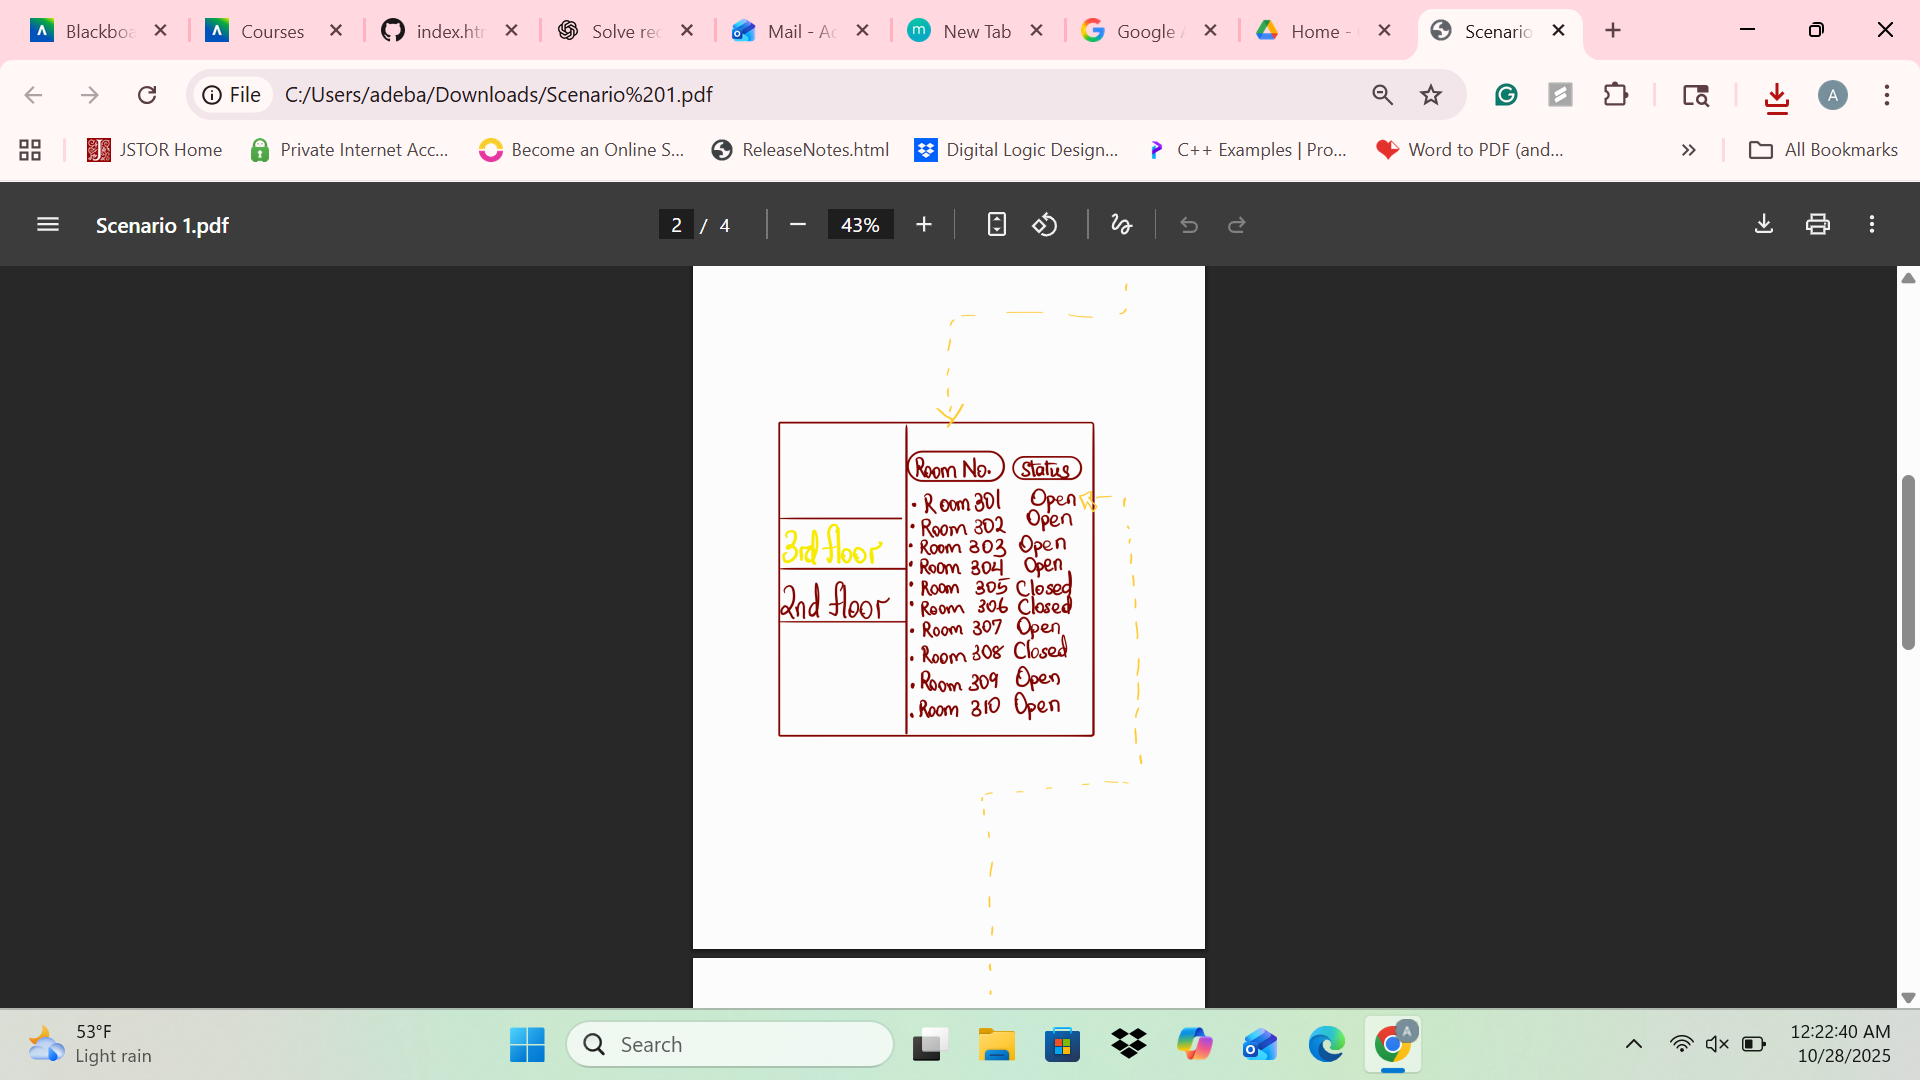 Blackboa
Courses
index.htm
Solve rec
Mail - Ad
New Tab
Google A
Home -
Scenario
File
C:/Users/adeba/Downloads/Scenario%201.pdf
A
JSTOR Home
Private Internet Acc...
Become an Online S...
ReleaseNotes.html
Digital Logic Design...
C++ Examples | Pro...
Word to PDF (and...
All Bookmarks
Scenario 1.pdf
2 / 4
43%
Room No. Status
Room 301 Open
Room 302 Open
Room 303 Open
Room 304 Open
Room 305 Closed
Room 306 Closed
Room 307 Open
Room 308 Closed
Room 309 Open
Room 310 Open
3rd floor
2nd floor
53°F
Light rain
Search
A
12:22:40 AM
10/28/2025